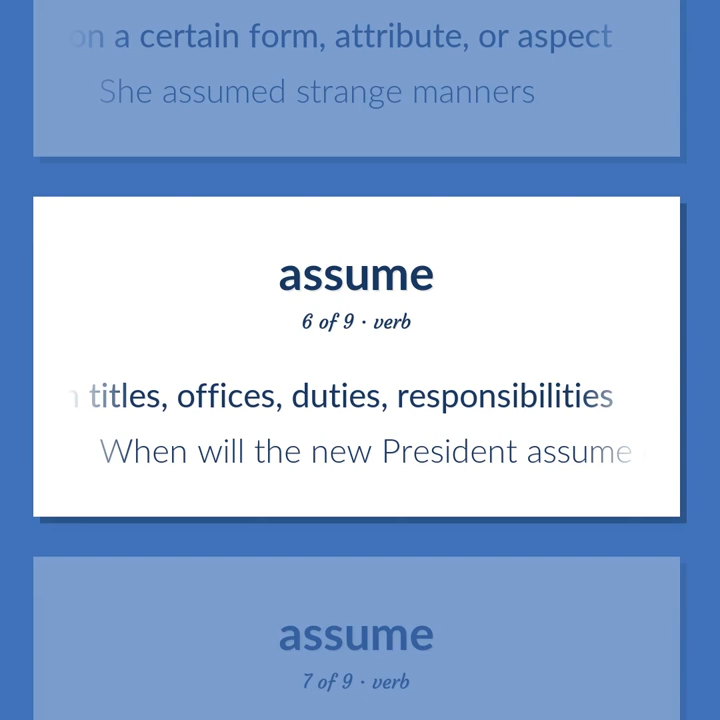 on a certain form, attribute, or aspect
She assumed strange manners
assume
6 of 9 · verb
titles, offices, duties, responsibilities
When will the new President assume
assume
7 of 9 · verb